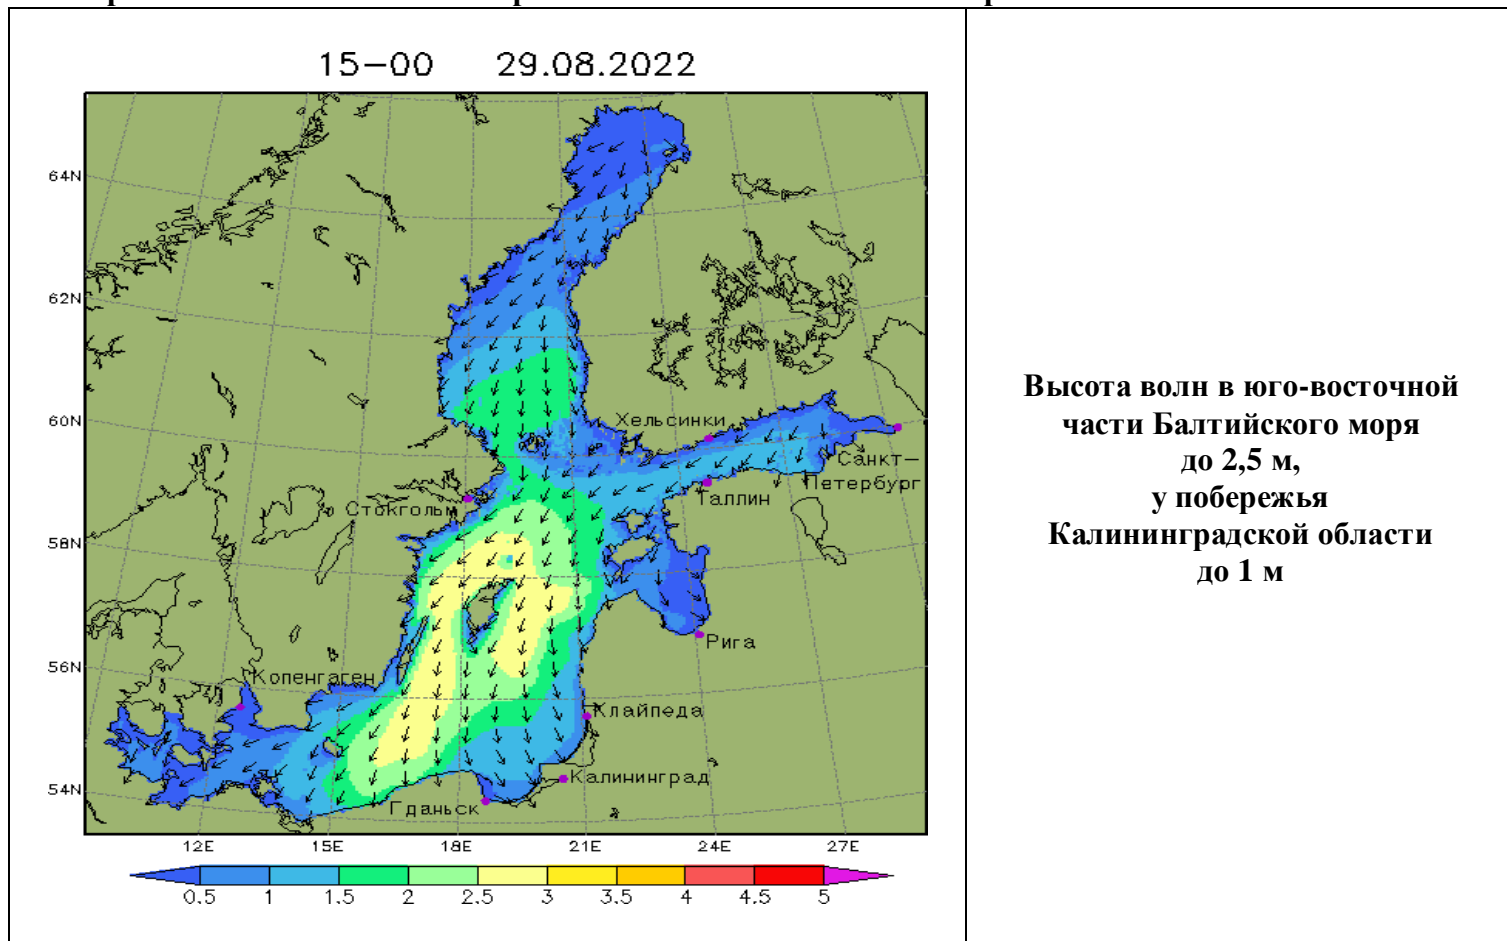 15-00 29.08.2022
64N
62N
60N
58N
56N
54N
Хельсинки
Санкт-
Петербург
Таллин
Стокгольм
Рига
Копенгаген
Клайпеда
Калининград
Гданьск
12E 15E 18E 21E 24E 27E
0.5 1 1.5 2 2.5 3 3.5 4 4.5 5
Высота волн в юго-восточной
части Балтийского моря
до 2,5 м,
у побережья
Калининградской области
до 1 м